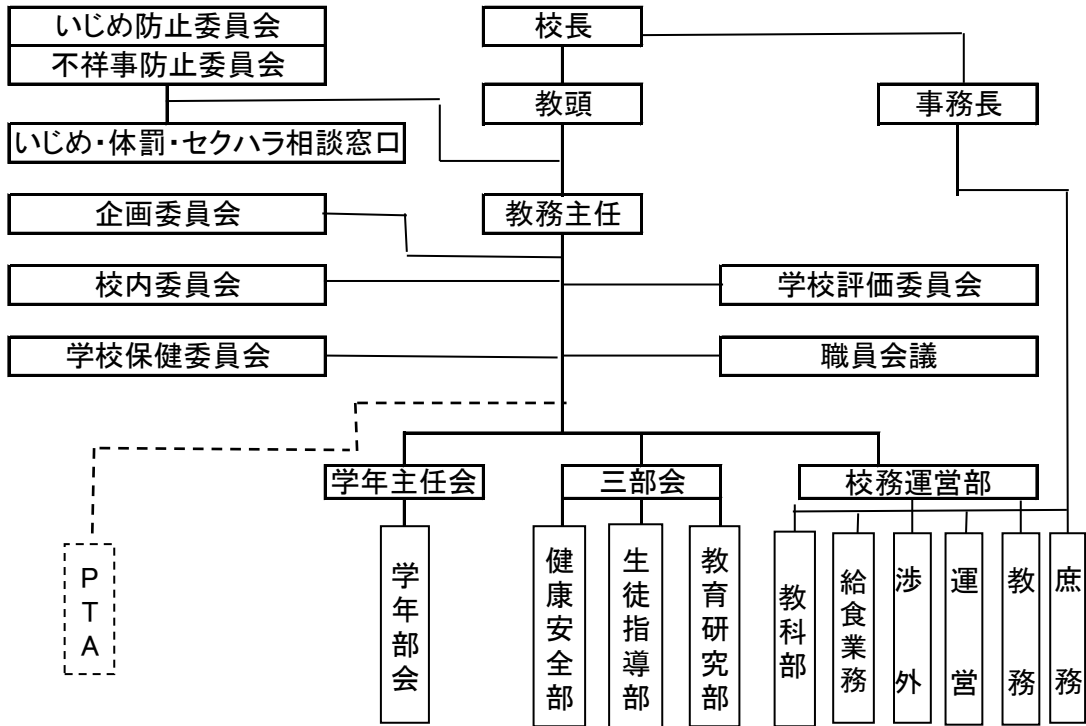 いじめ防止委員会
不祥事防止委員会
いじめ・体罰・セクハラ相談窓口
校長
教頭
事務長
企画委員会
教務主任
校内委員会
学校評価委員会
学校保健委員会
職員会議
学年主任会
三部会
校務運営部
PTA
学年部会
健康安全部
生徒指導部
教育研究部
教科部
給食業務
渉外
運営
教務
庶務